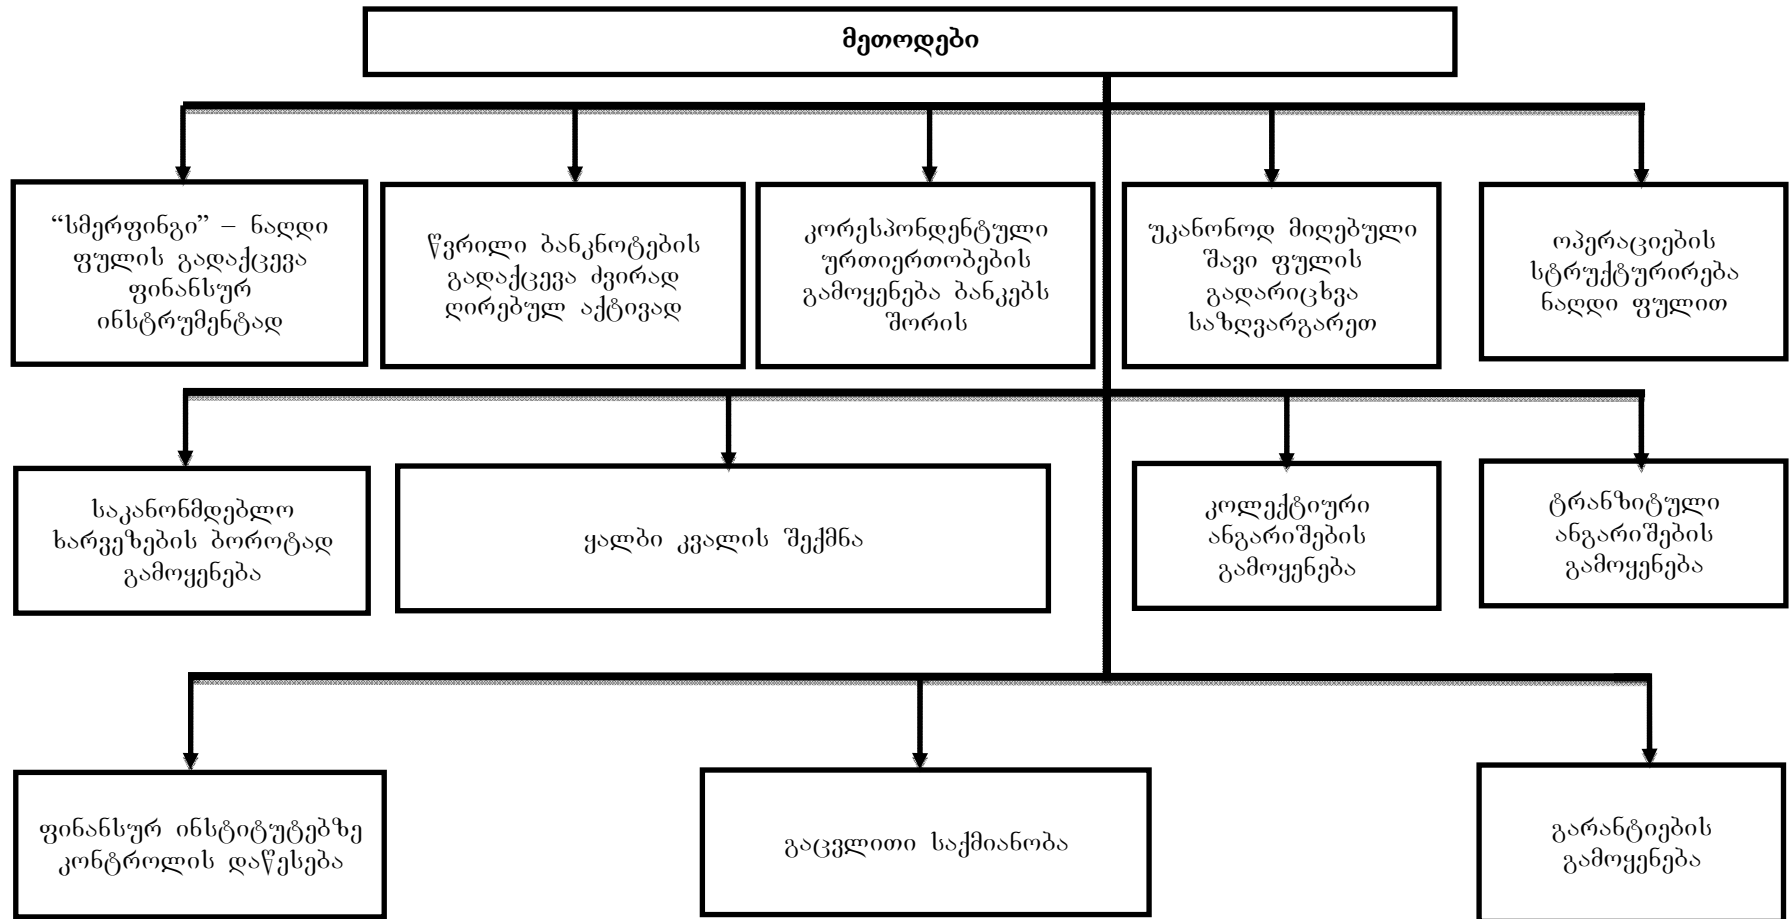 მეთოდები
“სმერფინგი” – ნაღდი
ფულის გადაქცევა
ფინანსურ
ინსტრუმენტად
წვრილი ბანკნოტების
გადაქცევა ძვირად
ღირებულ აქტივად
კორესპონდენტული
ურთიერთობების
გამოყენება ბანკებს
შორის
უკანონოდ მიღებული
შავი ფულის
გადარიცხვა
საზღვარგარეთ
ოპერაციების
სტრუქტურირება
ნაღდი ფულით
საკანონმდებლო
ხარვეზების ბოროტად
გამოყენება
ყალბი კვალის შექმნა
კოლექტიური
ანგარიშების
გამოყენება
ტრანზიტული
ანგარიშების
გამოყენება
ფინანსურ ინსტიტუტებზე
კონტროლის დაწესება
გაცვლითი საქმიანობა
გარანტიების
გამოყენება